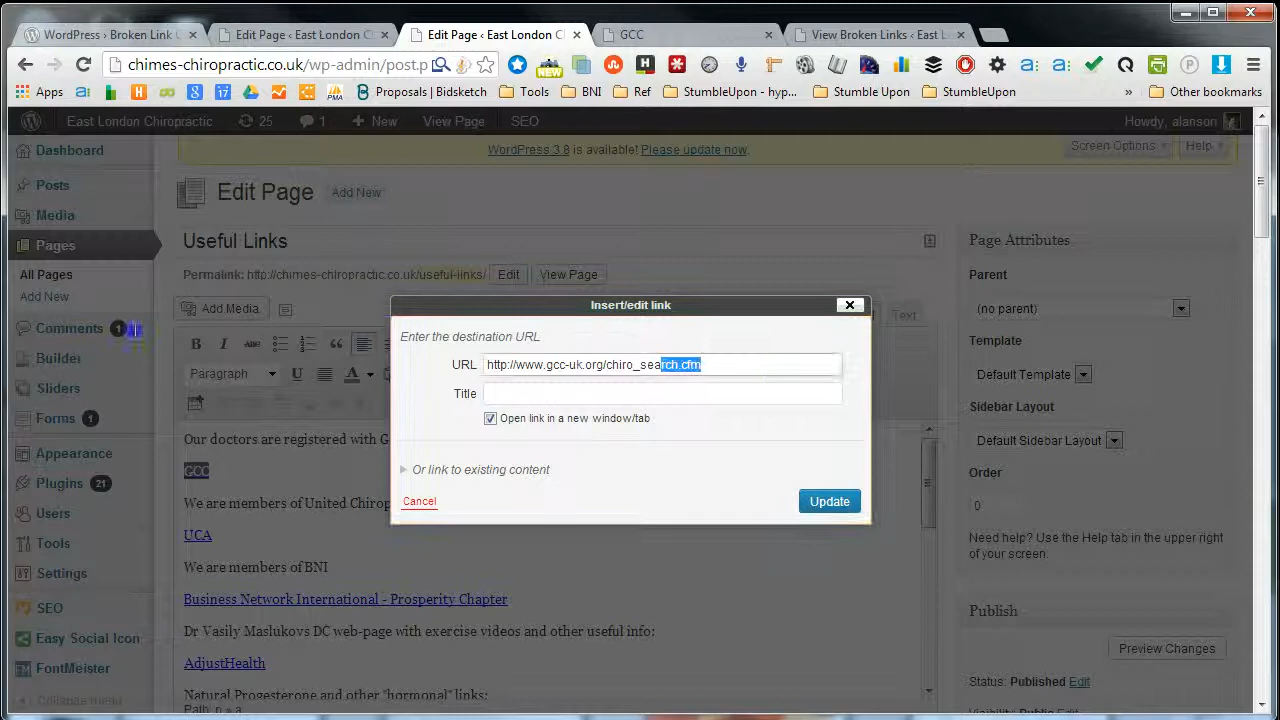 WordPress › Broken Link
Edit Page ‹ East London C
Edit Page ‹ East London C
GCC
View Broken Links ‹ East L
chimes-chiropractic.co.uk/wp-admin/post.p
Apps
Proposals | Bidsketch
Tools
BNI
Ref
StumbleUpon - hyp...
Stumble Upon
StumbleUpon
»
Other bookmarks
East London Chiropractic
25
1
New
View Page
SEO
Howdy, alanson
WordPress 3.8 is available! Please update now.
Screen Options
Help
Dashboard
Posts
Media
Pages
All Pages
Add New
Comments 1
Builder
Sliders
Forms 1
Appearance
Plugins 21
Users
Tools
Settings
SEO
Easy Social Icon
FontMeister
Collapse menu
Edit Page
Add New
Useful Links
Permalink: http://chimes-chiropractic.co.uk/useful-links/
Edit
View Page
Add Media
Text
B I ABC
Paragraph
U A
Our doctors are registered with G
GCC
We are members of United Chirop
UCA
We are members of BNI
Business Network International - Prosperity Chapter
Dr Vasily Maslukovs DC web-page with exercise videos and other useful info:
AdjustHealth
Natural Progesterone and other "hormonal" links:
Path: p » a
Insert/edit link
Enter the destination URL
URL http://www.gcc-uk.org/chiro_search.cfm
Title
Open link in a new window/tab
Or link to existing content
Cancel
Update
Page Attributes
Parent
(no parent)
Template
Default Template
Sidebar Layout
Default Sidebar Layout
Order
0
Need help? Use the Help tab in the upper right
of your screen.
Publish
Preview Changes
Status: Published Edit
Visibility: Public Edit